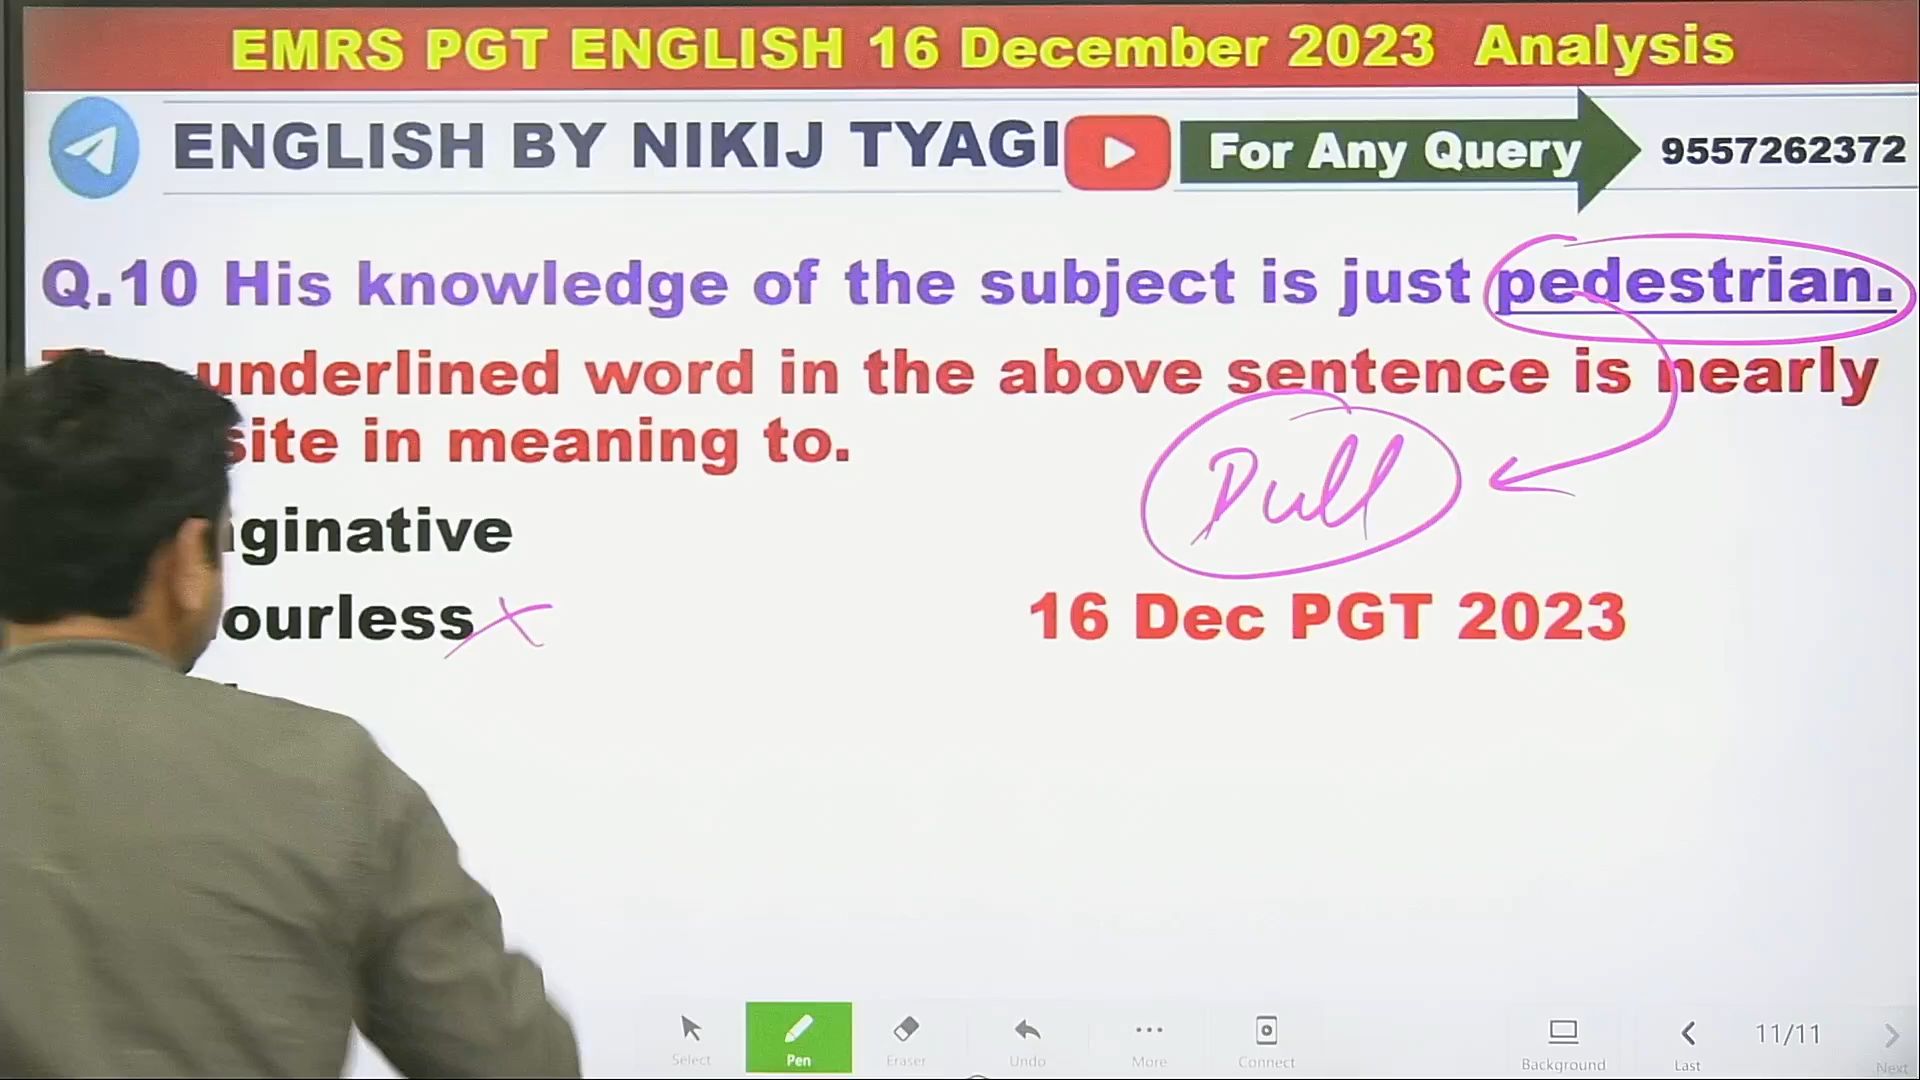 EMRS PGT ENGLISH 16 December 2023 Analysis
ENGLISH BY NIKIJ TYAGI For Any Query 9557262372
Q.10 His knowledge of the subject is just pedestrian.
underlined word in the above sentence is nearly
site in meaning to.
Dull
aginative
ourless
16 Dec PGT 2023
Select Pen Eraser Undo More Connect Background Last 11/11 Next